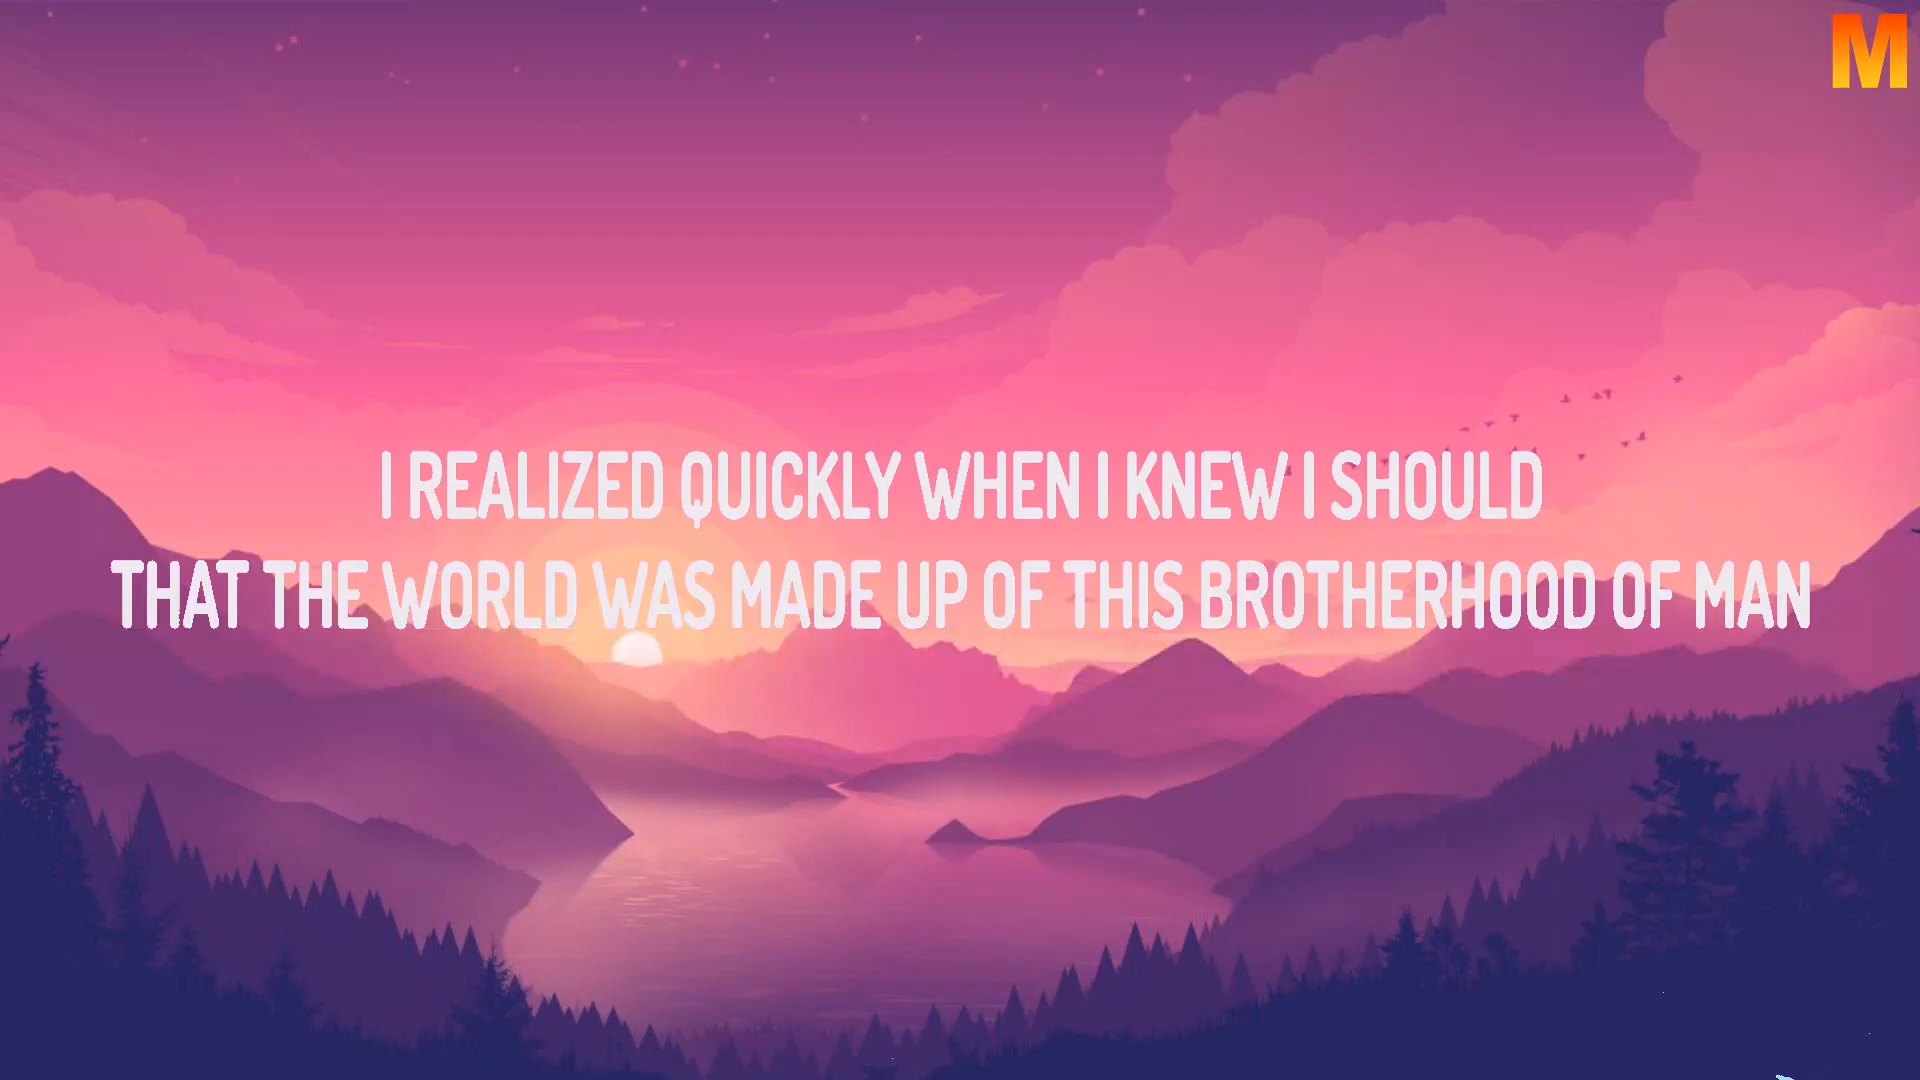 M
I REALIZED QUICKLY WHEN I KNEW I SHOULD
THAT THE WORLD WAS MADE UP OF THIS BROTHERHOOD OF MAN